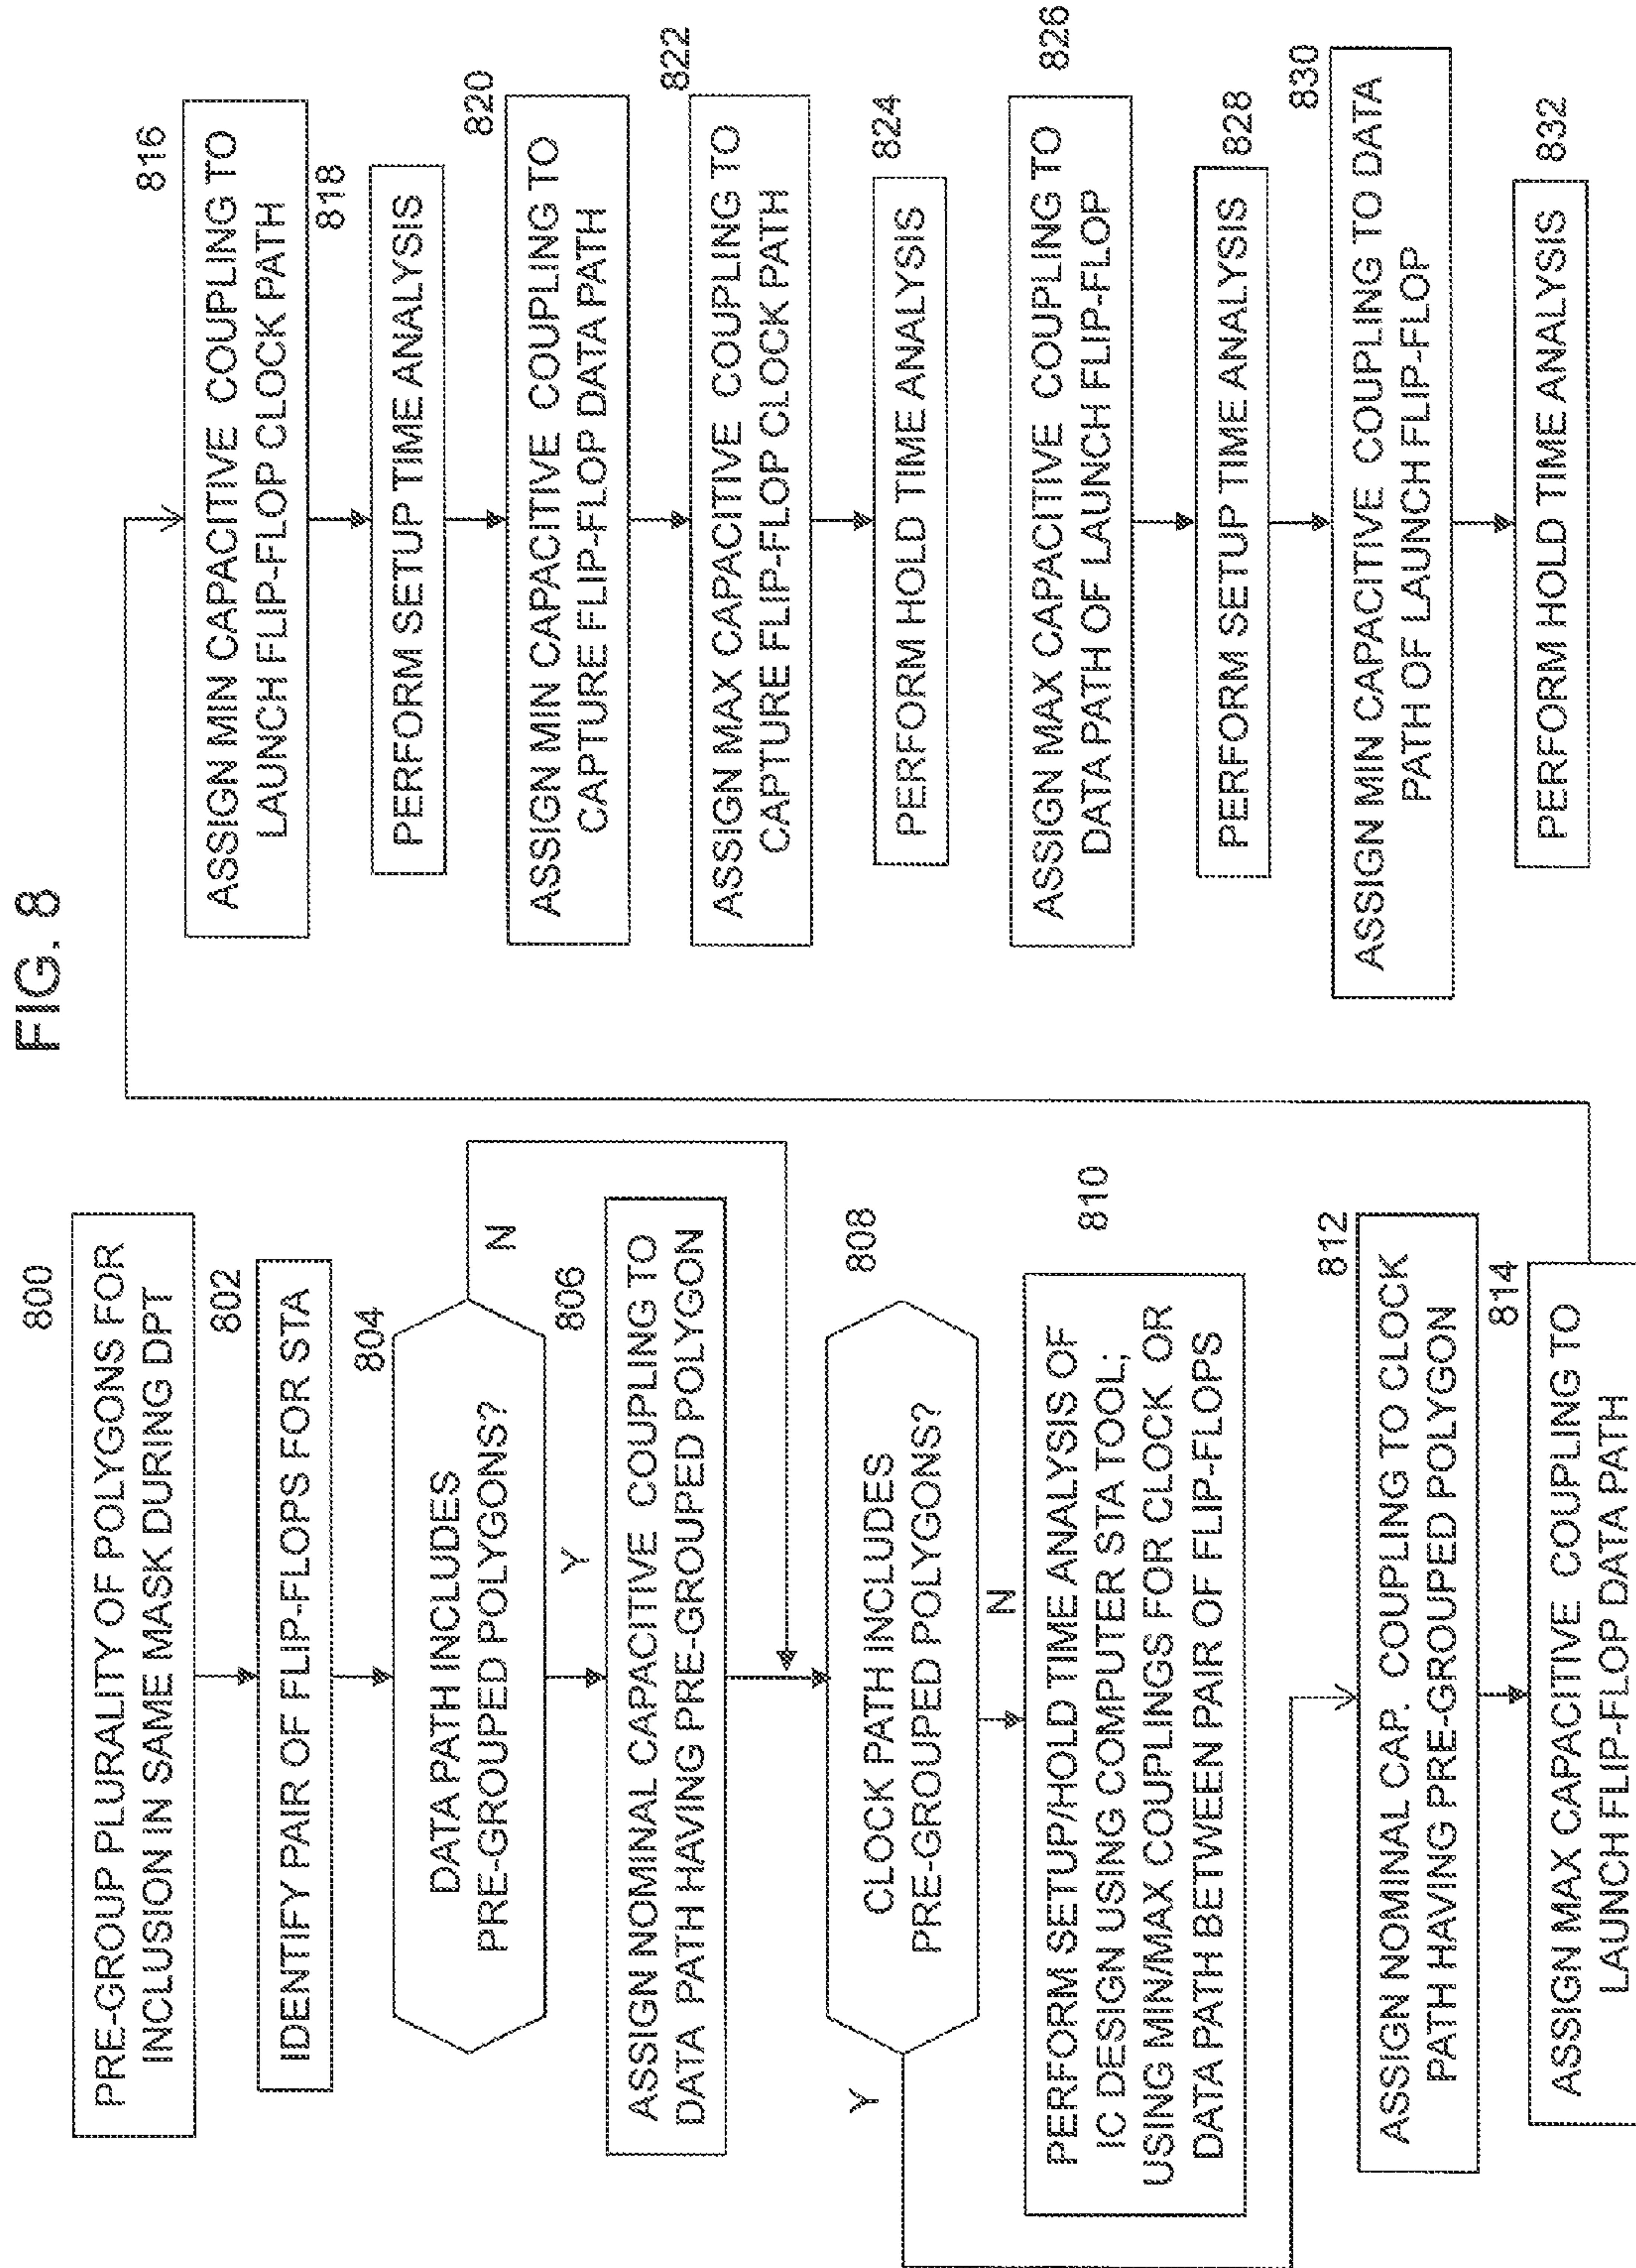 FIG. 8
800
PRE-GROUP PLURALITY OF POLYGONS FOR
INCLUSION IN SAME MASK DURING DPT
802
IDENTIFY PAIR OF FLIP-FLOPS FOR STA
804
DATA PATH INCLUDES
PRE-GROUPED POLYGONS?
N
Y
806
ASSIGN NOMINAL CAPACITIVE COUPLING TO
DATA PATH HAVING PRE-GROUPED POLYGON
808
CLOCK PATH INCLUDES
PRE-GROUPED POLYGONS?
Y
N
810
PERFORM SETUP/HOLD TIME ANALYSIS OF
IC DESIGN USING COMPUTER STA TOOL;
USING MIN/MAX COUPLINGS FOR CLOCK OR
DATA PATH BETWEEN PAIR OF FLIP-FLOPS
812
ASSIGN NOMINAL CAP. COUPLING TO CLOCK
PATH HAVING PRE-GROUPED POLYGON
814
ASSIGN MAX CAPACITIVE COUPLING TO
LAUNCH FLIP-FLOP DATA PATH
816
ASSIGN MIN CAPACITIVE COUPLING TO
LAUNCH FLIP-FLOP CLOCK PATH
818
PERFORM SETUP TIME ANALYSIS
820
ASSIGN MIN CAPACITIVE COUPLING TO
CAPTURE FLIP-FLOP DATA PATH
822
ASSIGN MAX CAPACITIVE COUPLING TO
CAPTURE FLIP-FLOP CLOCK PATH
824
PERFORM HOLD TIME ANALYSIS
826
ASSIGN MAX CAPACITIVE COUPLING TO
DATA PATH OF LAUNCH FLIP-FLOP
828
PERFORM SETUP TIME ANALYSIS
830
ASSIGN MIN CAPACITIVE COUPLING TO DATA
PATH OF LAUNCH FLIP-FLOP
832
PERFORM HOLD TIME ANALYSIS